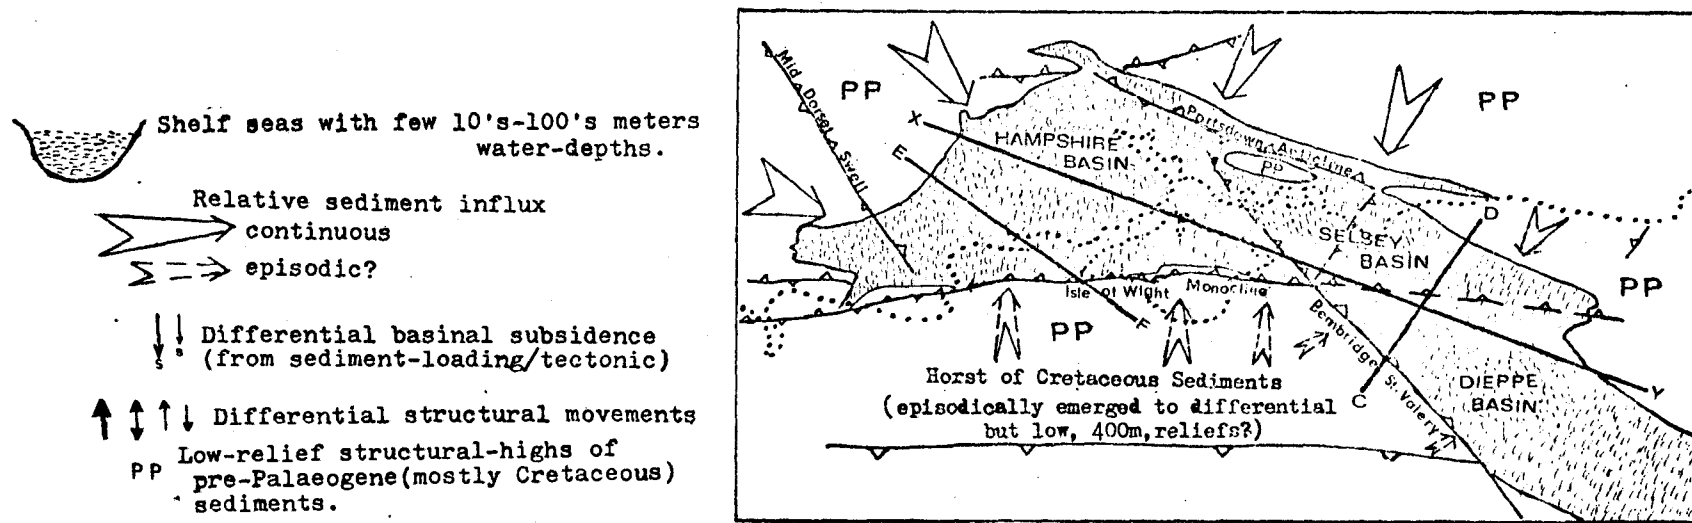 Shelf seas with few 10's-100's meters
water-depths.
Relative sediment influx
continuous
episodic?
S S
Differential basinal subsidence
(from sediment-loading/tectonic)
Differential structural movements
PP
Low-relief structural-highs of
pre-Palaeogene(mostly Cretaceous)
sediments.
Mid Dorset Swell
PP
PP
X
E
HAMPSHIRE
BASIN
Portsdown Anticline
PP
D
SELSEY
BASIN
PP
Isle of Wight Monocline
F
PP
Bembridge St. Valery
Horst of Cretaceous Sediments
(episodically emerged to differential
but low, 400m, reliefs?)
C
Y
DIEPPE
BASIN